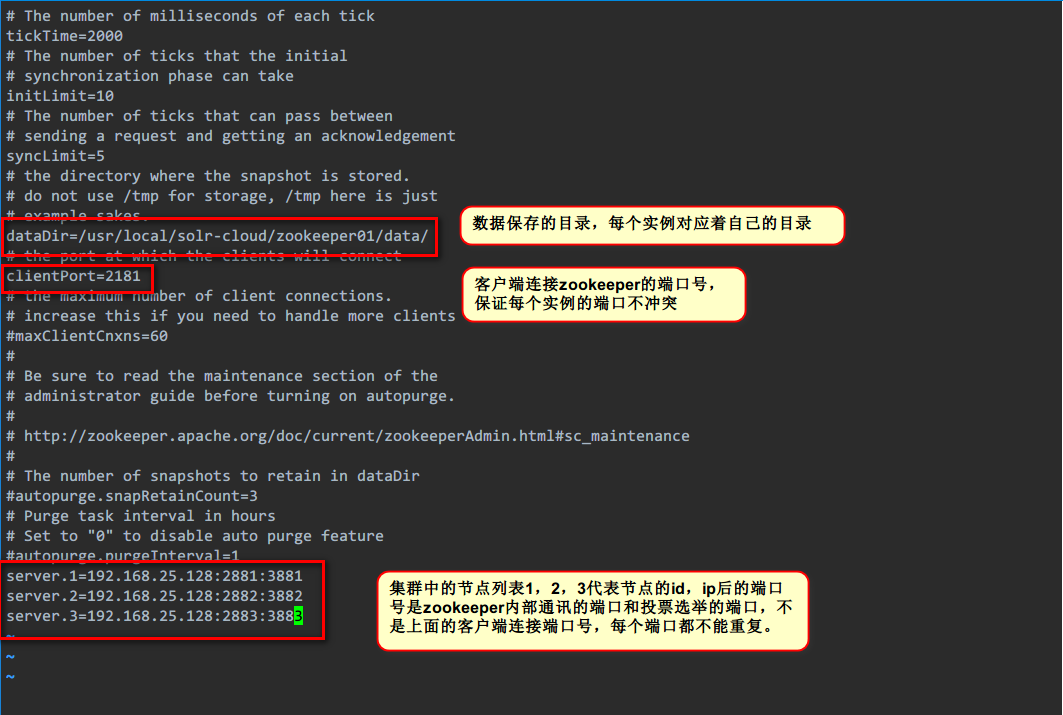 # The number of milliseconds of each tick
tickTime=2000
# The number of ticks that the initial
# synchronization phase can take
initLimit=10
# The number of ticks that can pass between
# sending a request and getting an acknowledgement
syncLimit=5
# the directory where the snapshot is stored.
# do not use /tmp for storage, /tmp here is just
# example sakes.
dataDir=/usr/local/solr-cloud/zookeeper01/data/
数据保存的目录，每个实例对应着自己的目录
# the port at which the clients will connect
clientPort=2181
客户端连接zookeeper的端口号，
保证每个实例的端口不冲突
# the maximum number of client connections.
# increase this if you need to handle more clients
#maxClientCnxns=60
#
# Be sure to read the maintenance section of the
# administrator guide before turning on autopurge.
#
# http://zookeeper.apache.org/doc/current/zookeeperAdmin.html#sc_maintenance
#
# The number of snapshots to retain in dataDir
#autopurge.snapRetainCount=3
# Purge task interval in hours
# Set to "0" to disable auto purge feature
#autopurge.purgeInterval=1
server.1=192.168.25.128:2881:3881
server.2=192.168.25.128:2882:3882
server.3=192.168.25.128:2883:3883
集群中的节点列表1，2，3代表节点的id，ip后的端口
号是zookeeper内部通讯的端口和投票选举的端口，不
是上面的客户端连接端口号，每个端口都不能重复。
~
~
~